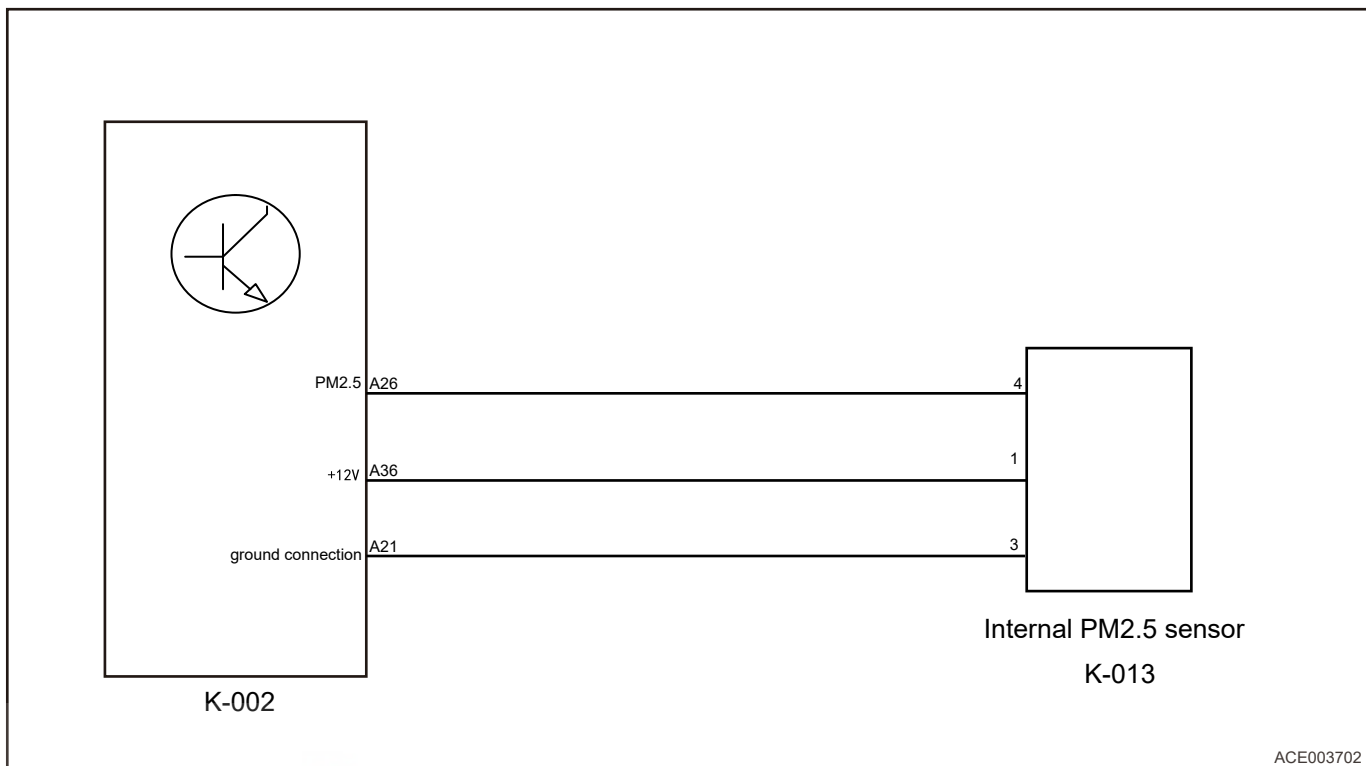 PM2.5 A26 4
+12V A36 1
ground connection A21 3
Internal PM2.5 sensor
K-013
K-002
ACE003702